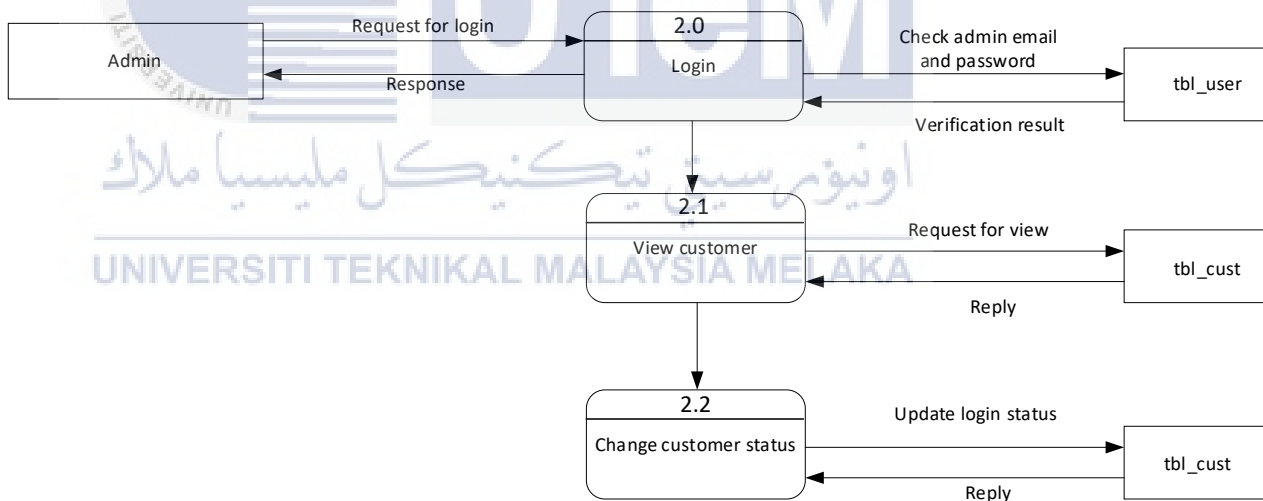 UTeM
Request for login
2.0
Check admin email
and password
Admin
Login
tbl_user
Response
Verification result
اونيۏرسيتي تيكنيكل مليسيا ملاك
2.1
View customer
Request for view
tbl_cust
UNIVERSITI TEKNIKAL MALAYSIA MELAKA
Reply
2.2
Change customer status
Update login status
tbl_cust
Reply